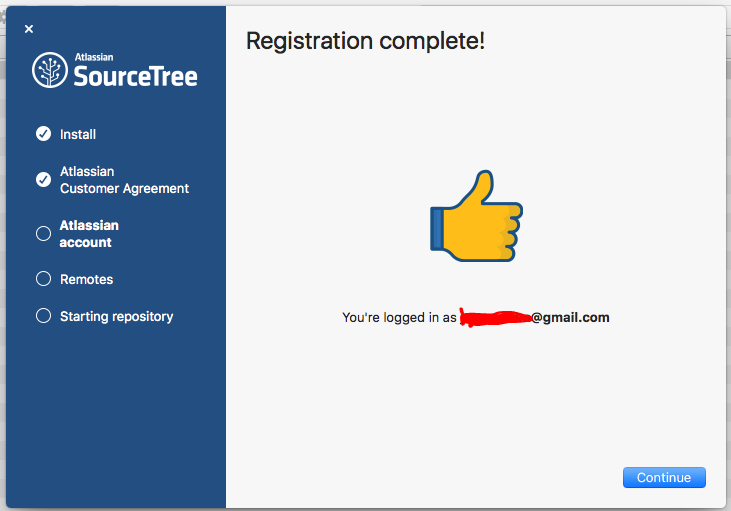 Registration complete!
Atlassian
SourceTree
Install
Atlassian
Customer Agreement
Atlassian
account
Remotes
Starting repository
You're logged in as @gmail.com
Continue